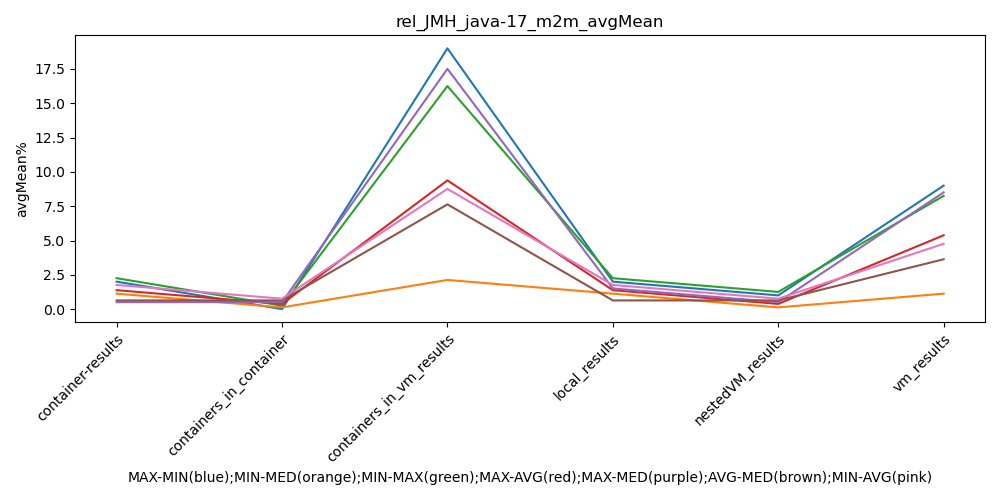 rel_JMH_java-17_m2m_avgMean
avgMean%
17.5
15.0
12.5
10.0
7.5
5.0
2.5
0.0
container-results
containers_in_container
containers_in_vm_results
local_results
nestedVM_results
vm_results
MAX-MIN(blue);MIN-MED(orange);MIN-MAX(green);MAX-AVG(red);MAX-MED(purple);AVG-MED(brown);MIN-AVG(pink)